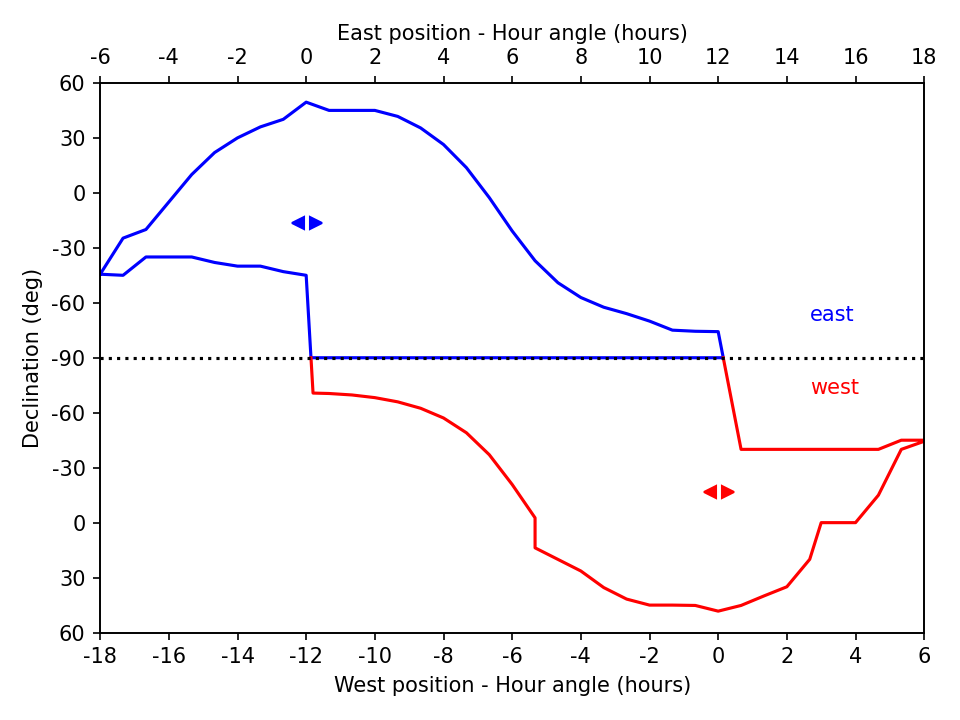 East position - Hour angle (hours)
-6 -4 -2 0 2 4 6 8 10 12 14 16 18
60
30
0
-30
-60
-90
-60
-30
0
30
60
Declination (deg)
east
west
-18 -16 -14 -12 -10 -8 -6 -4 -2 0 2 4 6
West position - Hour angle (hours)